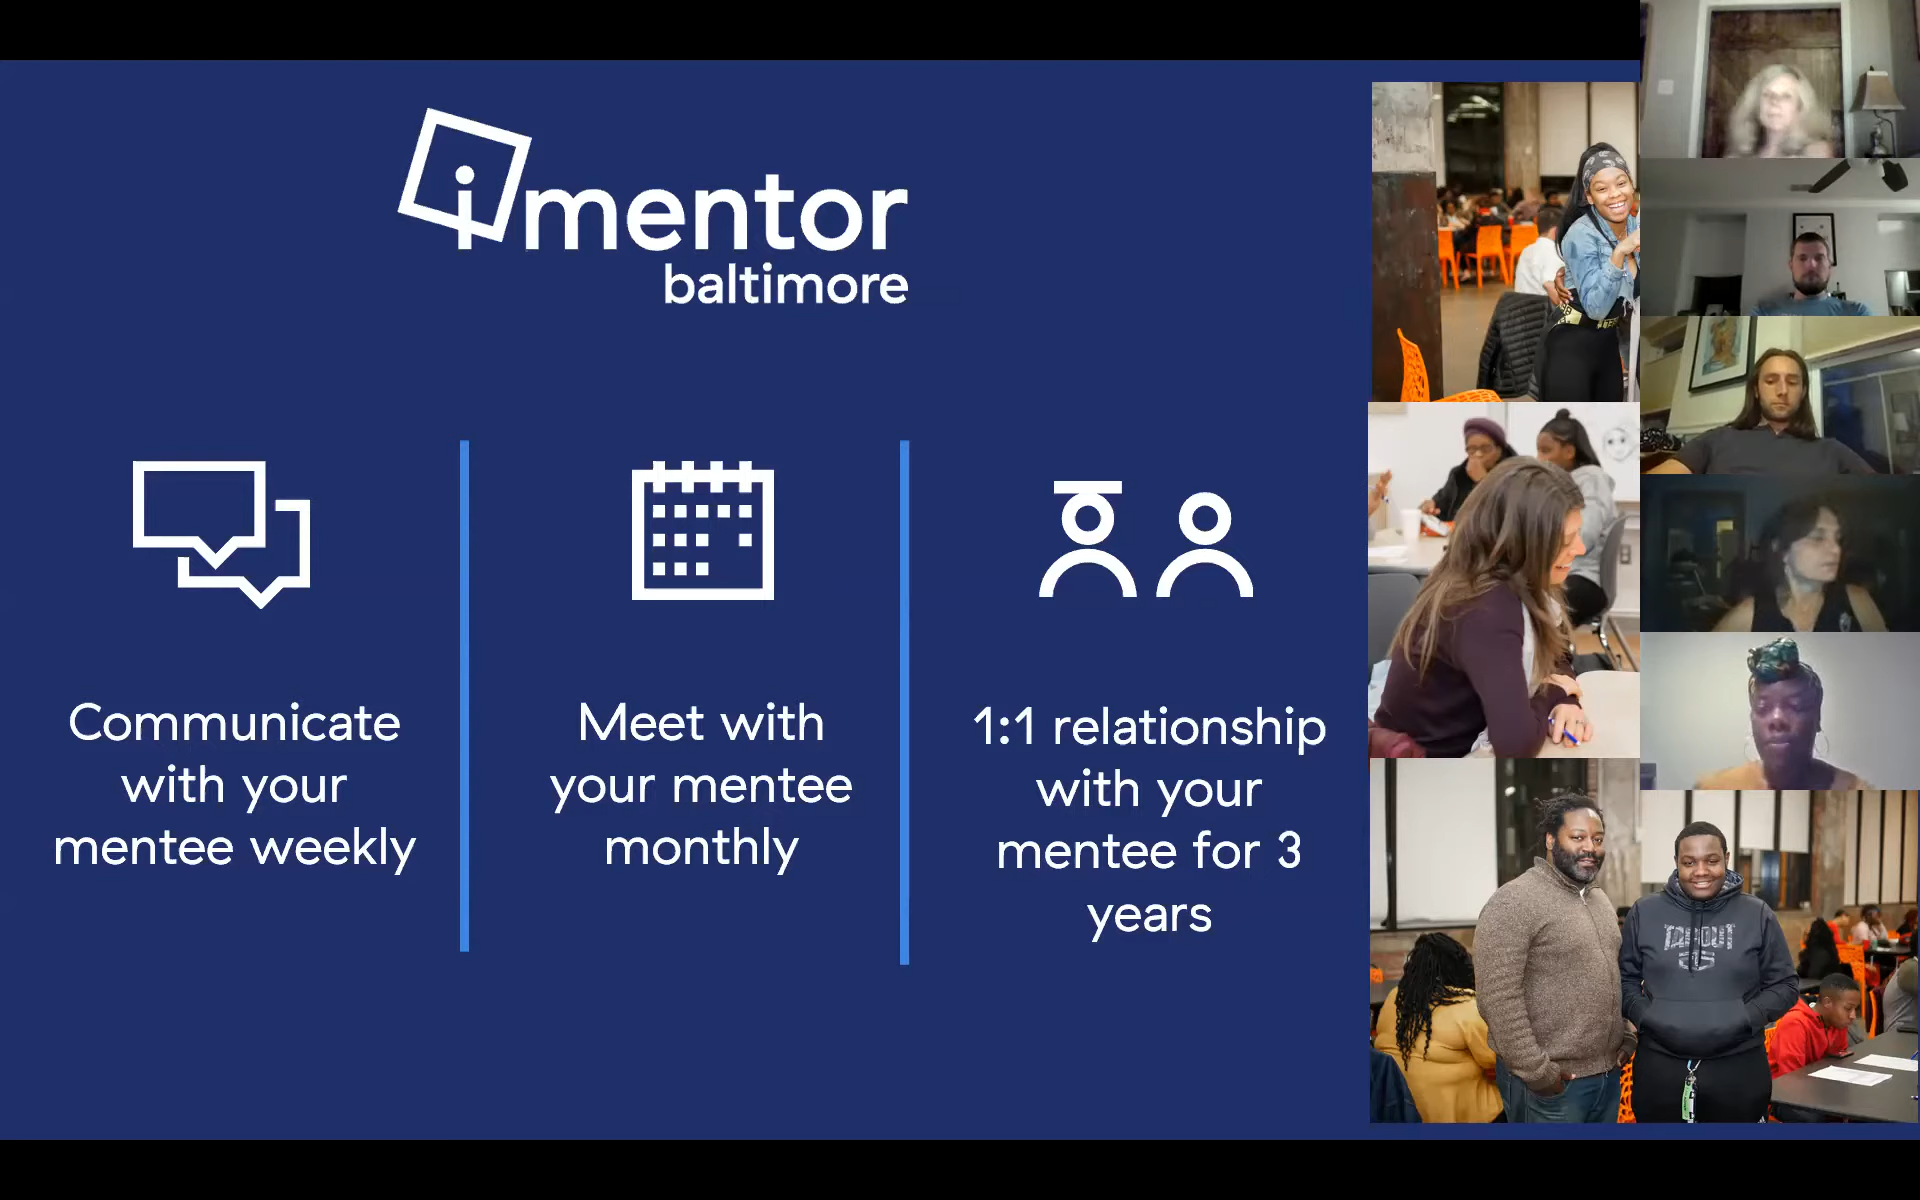 imentor
baltimore
Communicate
with your
mentee weekly
Meet with
your mentee
monthly
1:1 relationship
with your
mentee for 3
years
TAPOUT